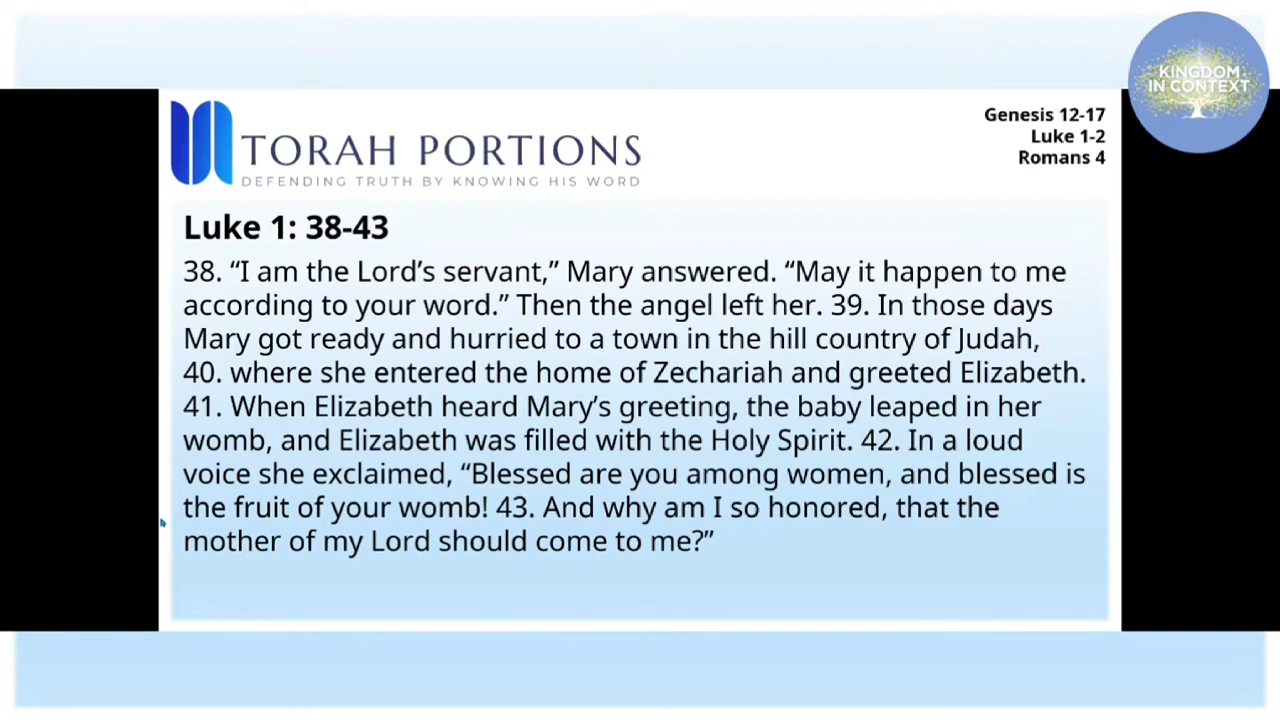 KINGDOM
IN CONTEXT
TORAH PORTIONS
DEFENDING TRUTH BY KNOWING HIS WORD
Genesis 12-17
Luke 1-2
Romans 4
Luke 1: 38-43
38. “I am the Lord’s servant,” Mary answered. “May it happen to me
according to your word.” Then the angel left her. 39. In those days
Mary got ready and hurried to a town in the hill country of Judah,
40. where she entered the home of Zechariah and greeted Elizabeth.
41. When Elizabeth heard Mary’s greeting, the baby leaped in her
womb, and Elizabeth was filled with the Holy Spirit. 42. In a loud
voice she exclaimed, “Blessed are you among women, and blessed is
the fruit of your womb! 43. And why am I so honored, that the
mother of my Lord should come to me?”